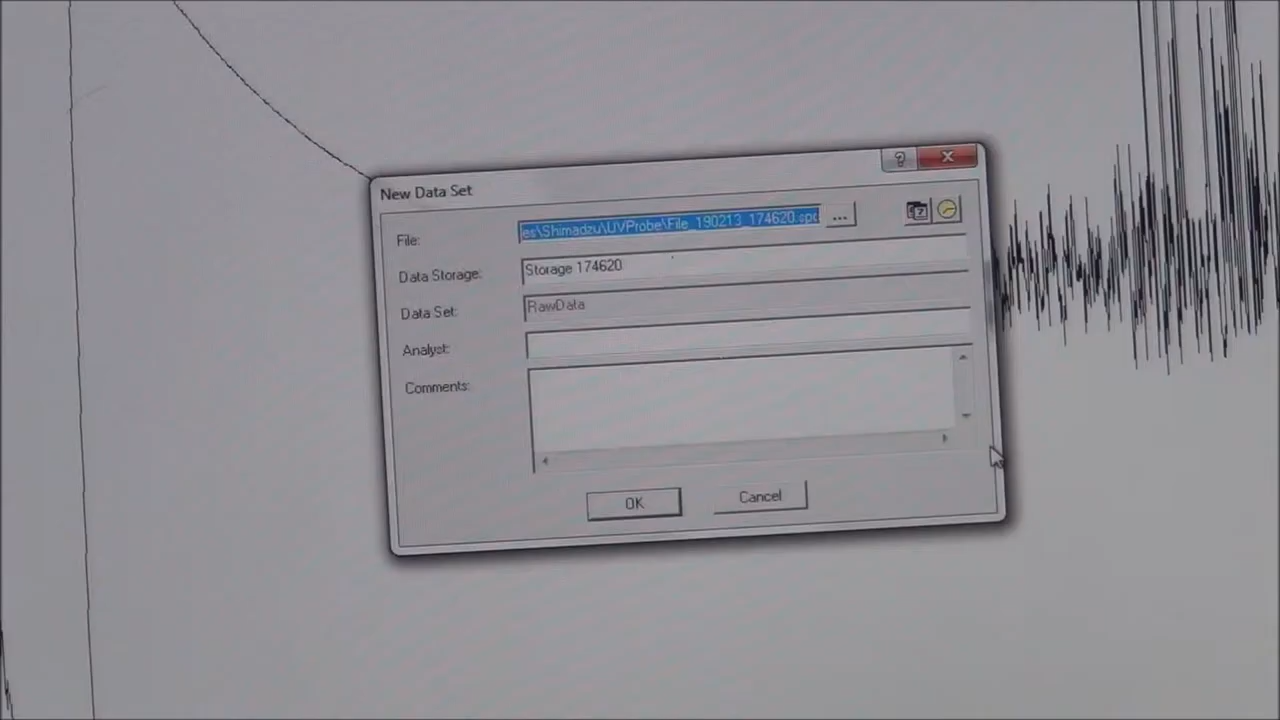 New Data Set
File: es\Shimadzu\UVProbe\File_190213_174620.spc ...
Data Storage: Storage 174620
Data Set: RawData
Analyst:
Comments:
OK Cancel